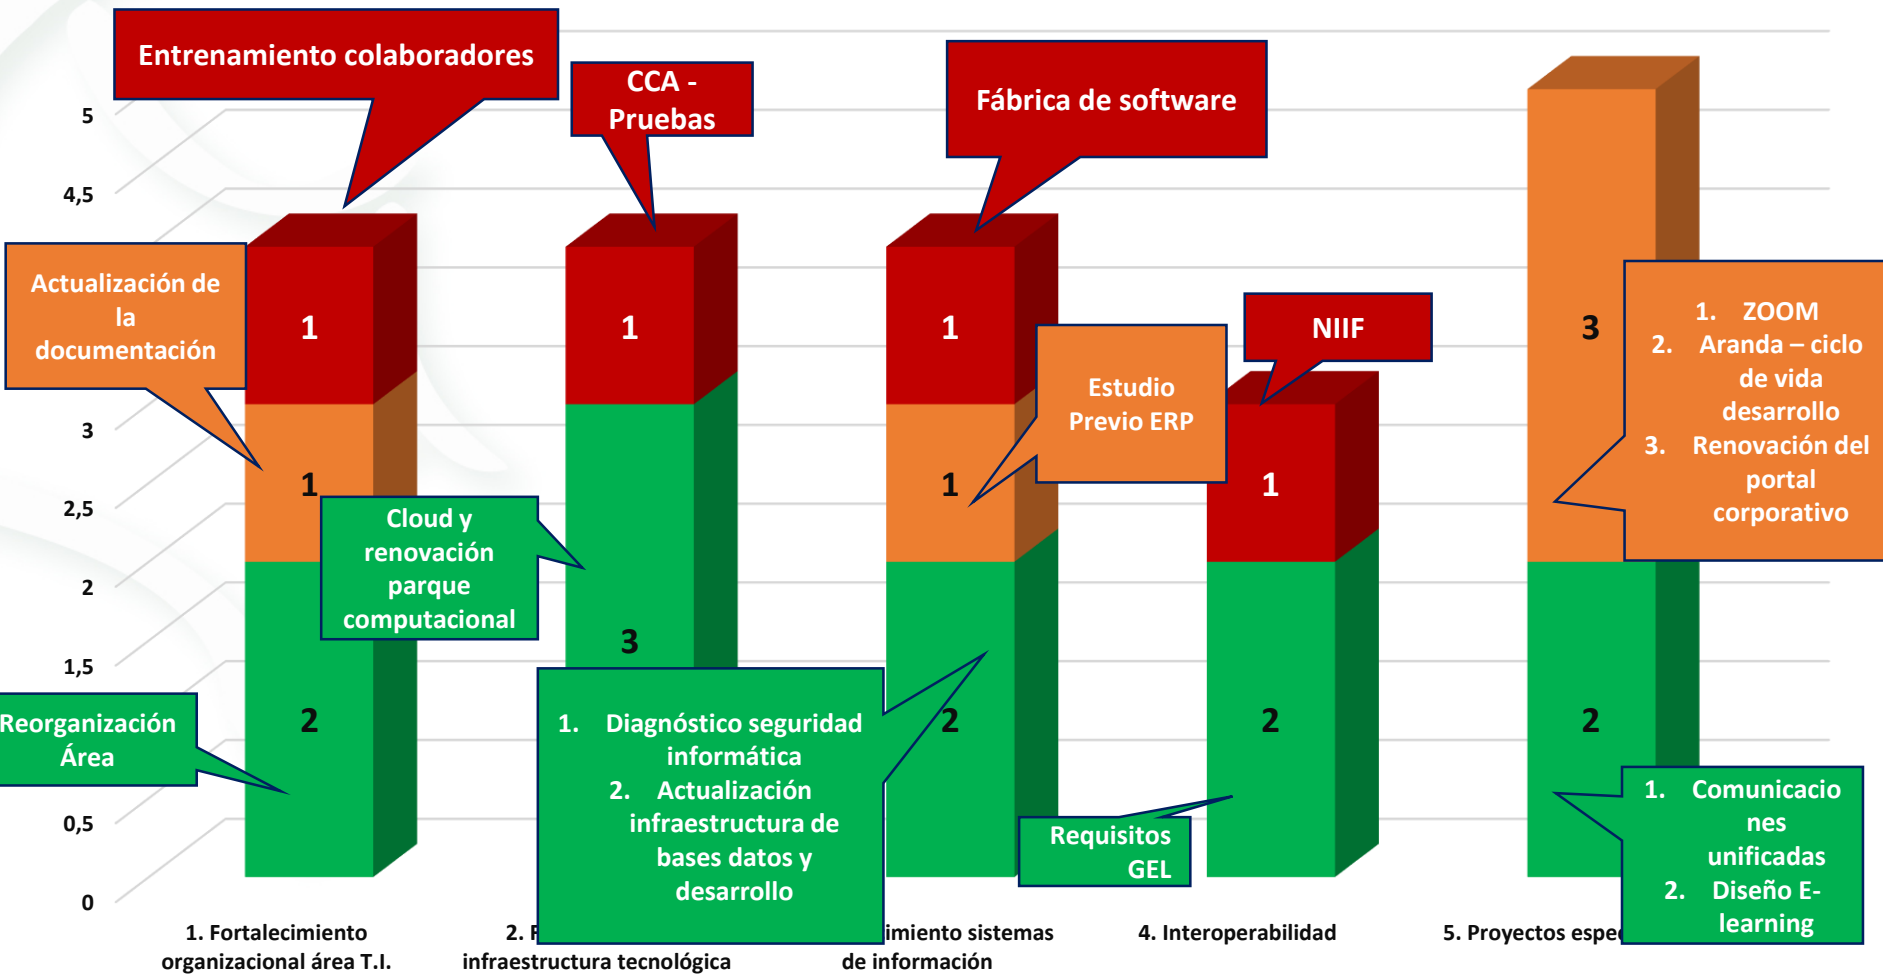 Entrenamiento colaboradores
CCA -
Pruebas
Fábrica de software
5
4,5
3
2,5
2
1,5
0,5
0
Actualización de
la
documentación
1
1
1
NIIF
3
1. ZOOM
2. Aranda – ciclo
de vida
desarrollo
3. Renovación del
portal
corporativo
Estudio
Previo ERP
1
1
1
Cloud y
renovación
parque
computacional
3
Reorganización
Área
2
1. Diagnóstico seguridad
informática
2. Actualización
infraestructura de
bases datos y
desarrollo
2
2
2
Requisitos
GEL
1. Comunicacio
nes
unificadas
2. Diseño E-
learning
1. Fortalecimiento
organizacional área T.I.
2. F
infraestructura tecnológica
imiento sistemas
de información
4. Interoperabilidad
5. Proyectos espe